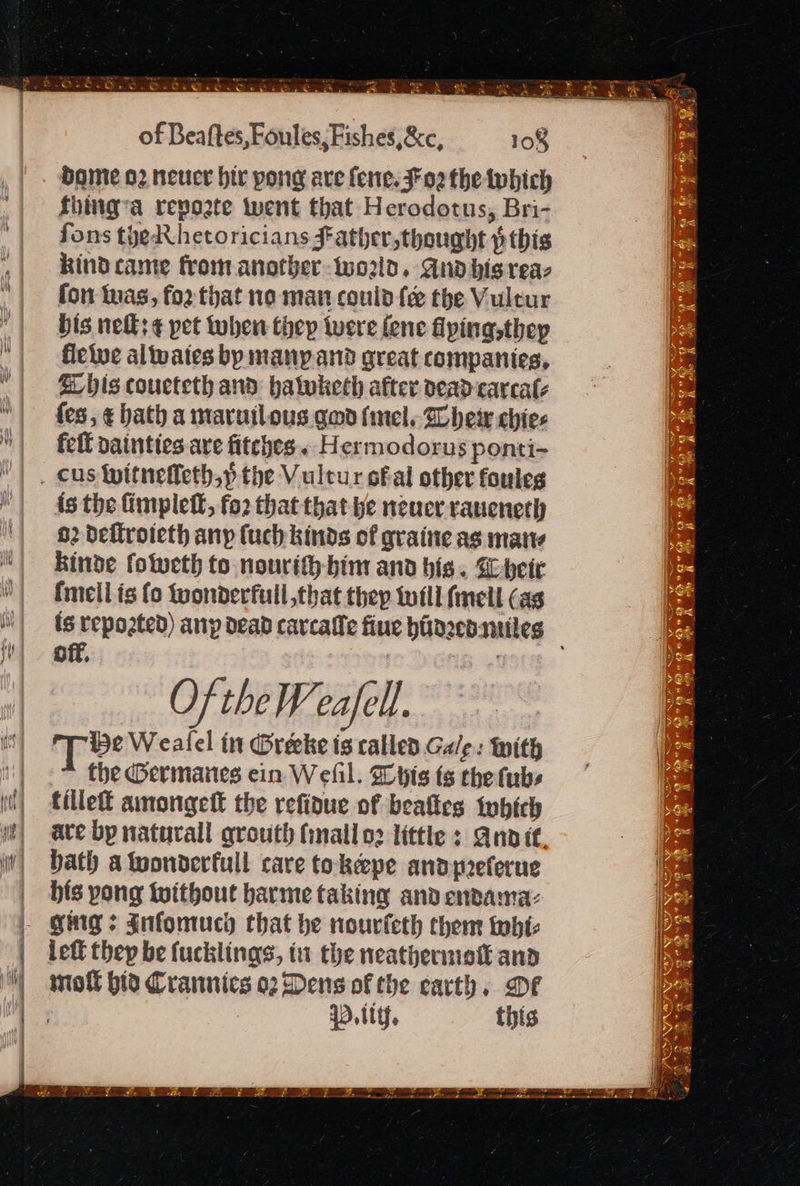 of Beastes,Foules,Fishes,&c, 108
dame or neuer hir yong are sene. For the which
thing a reporte went that Herodotus, Bri-
sons the Rhetoricians Father, thought þͭ this
kind came from another world. And his rea-
son was, for that no man could sée the Vultur
his nest: & yet when they were sene flying, they
flewe alwaies by many and great companies.
This coueteth and hawketh after dead carcas-
ses, & hath a maruilous good smel. Their chie-
fest dainties are fitches. Hermodorus ponti-
cus witnesseth, þͭ the Vultur of al other foules
is the simplest, for that that he neuer raueneth
or destroieth any such kinds of graine as man-
kinde soweth to nourish him and his. Their
smell is so wonderfull, that they will smell (as
is reported) any dead carcasse fiue hũdred miles
off.
Of the Weasell.
The Weasel in Gréeke is called Gale: with
the Germanes ein Wesil. This is the sub-
tillest amongest the residue of beastes which
are by naturall grouth small or little: And it
hath a wonderfull care to kéepe and preserue
his yong without harme taking and endama-
ging: Insomuch that he nourseth them whi-
lest they be sucklings, in the neathermost and
most hid Crannies or Dens of the earth. Of
P.iiij. this